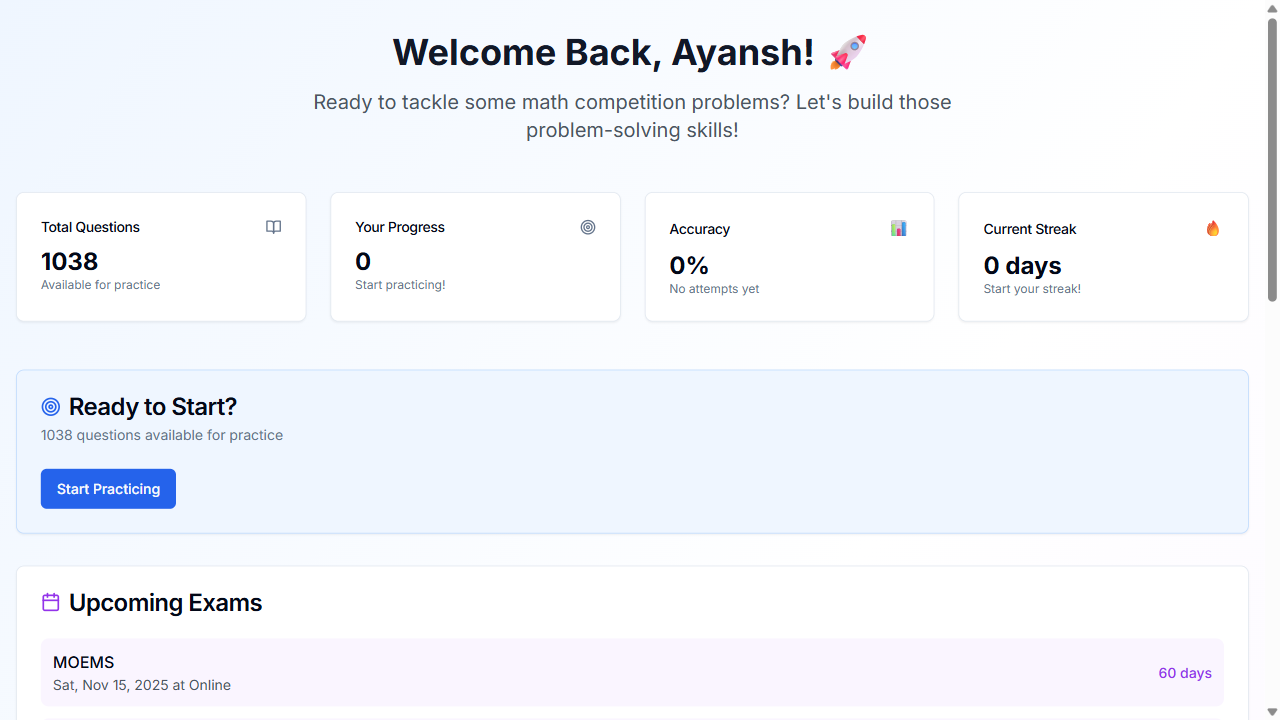 Welcome Back, Ayansh! 🚀
Ready to tackle some math competition problems? Let's build those
problem-solving skills!
Total Questions
1038
Available for practice
Your Progress
0
Start practicing!
Accuracy
0%
No attempts yet
Current Streak
0 days
Start your streak!
Ready to Start?
1038 questions available for practice
Start Practicing
Upcoming Exams
MOEMS
Sat, Nov 15, 2025 at Online
60 days